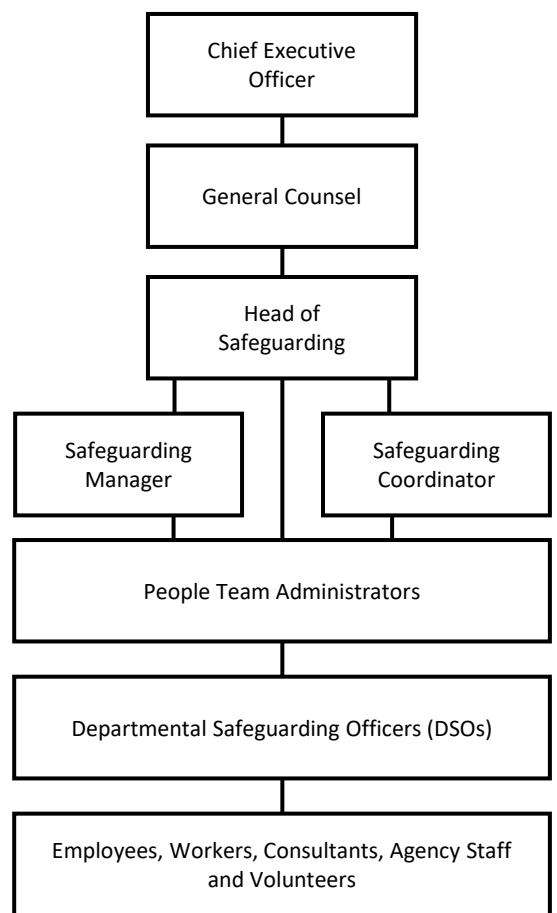 Chief Executive
Officer
General Counsel
Head of
Safeguarding
Safeguarding
Manager
Safeguarding
Coordinator
People Team Administrators
Departmental Safeguarding Officers (DSOs)
Employees, Workers, Consultants, Agency Staff
and Volunteers